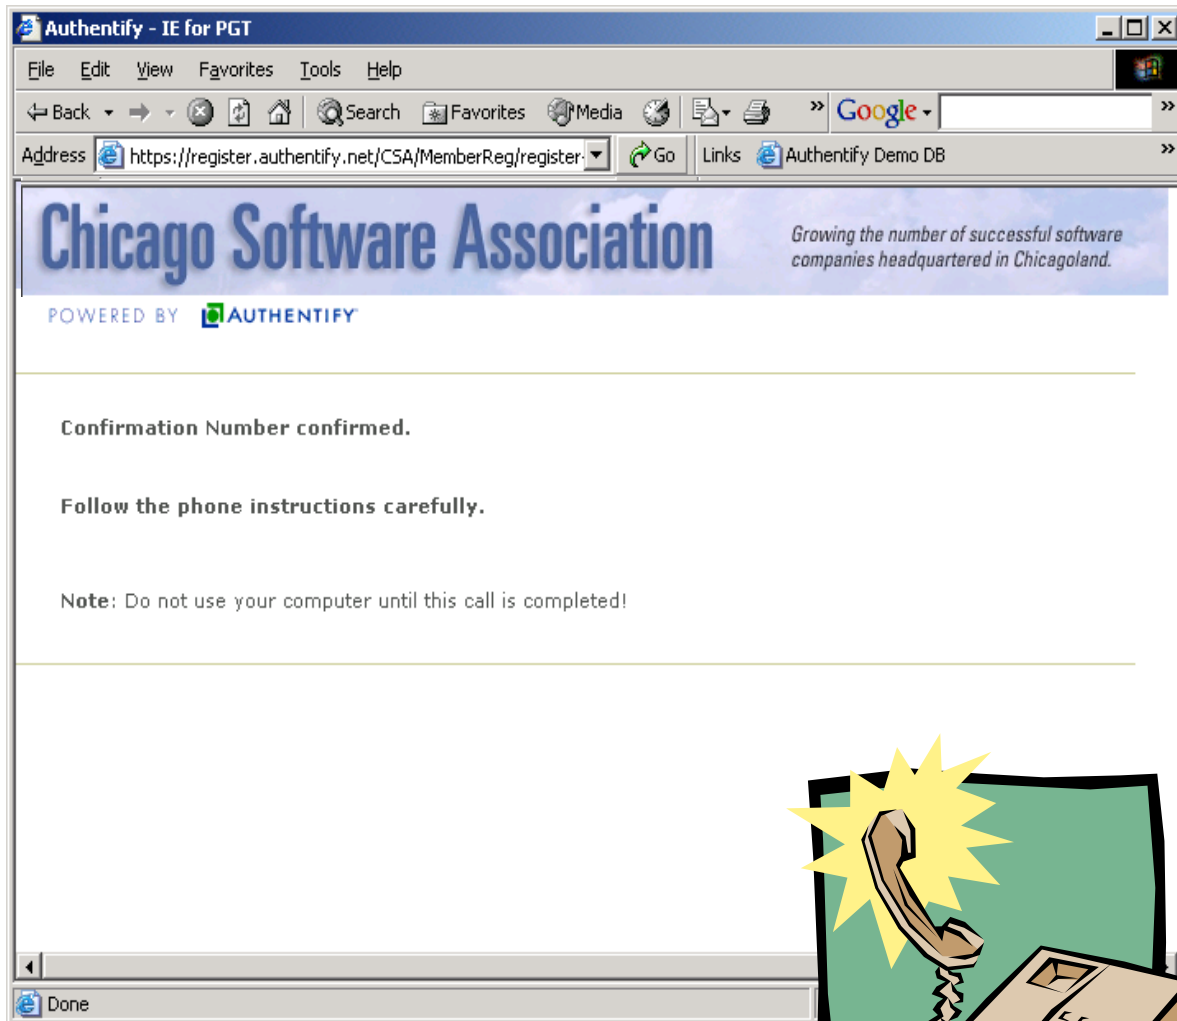 Authentify - IE for PGT
File Edit View Favorites Tools Help
Back Search Favorites Media » Google »
Address https://register.authentify.net/CSA/MemberReg/register- Go Links Authentify Demo DB »
Chicago Software Association
Growing the number of successful software
companies headquartered in Chicagoland.
POWERED BY AUTHENTIFY
Confirmation Number confirmed.
Follow the phone instructions carefully.
Note: Do not use your computer until this call is completed!
Done